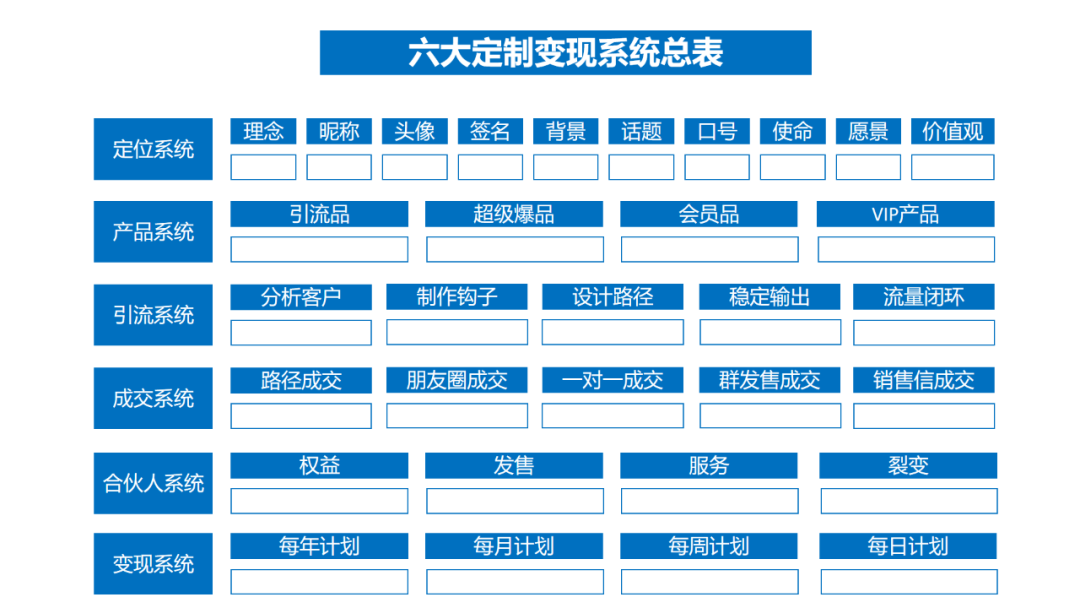 六大定制变现系统总表
定位系统
理念 昵称 头像 签名 背景 话题 口号 使命 愿景 价值观
产品系统
引流品 超级爆品 会员品 VIP产品
引流系统
分析客户 制作钩子 设计路径 稳定输出 流量闭环
成交系统
路径成交 朋友圈成交 一对一成交 群发售成交 销售信成交
合伙人系统
权益 发售 服务 裂变
变现系统
每年计划 每月计划 每周计划 每日计划